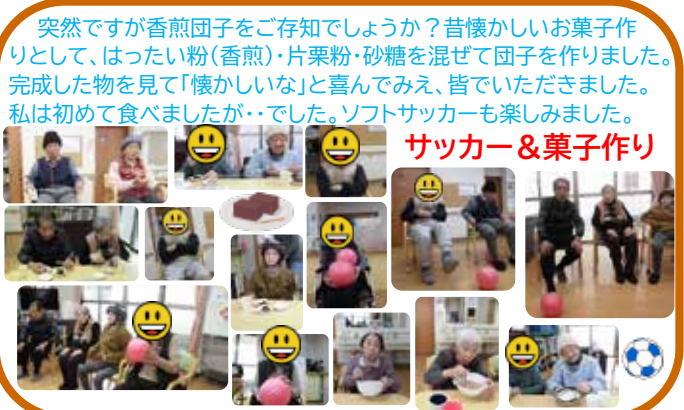 突然ですが香煎団子をご存知でしょうか？昔懐かしいお菓子作
りとして、はったい粉（香煎）・片栗粉・砂糖を混ぜて団子を作りました。
完成した物を見て「懐かしいな」と喜んでみえ、皆でいただきました。
私は初めて食べましたが・・でした。ソフトサッカーも楽しみました。
サッカー＆菓子作り